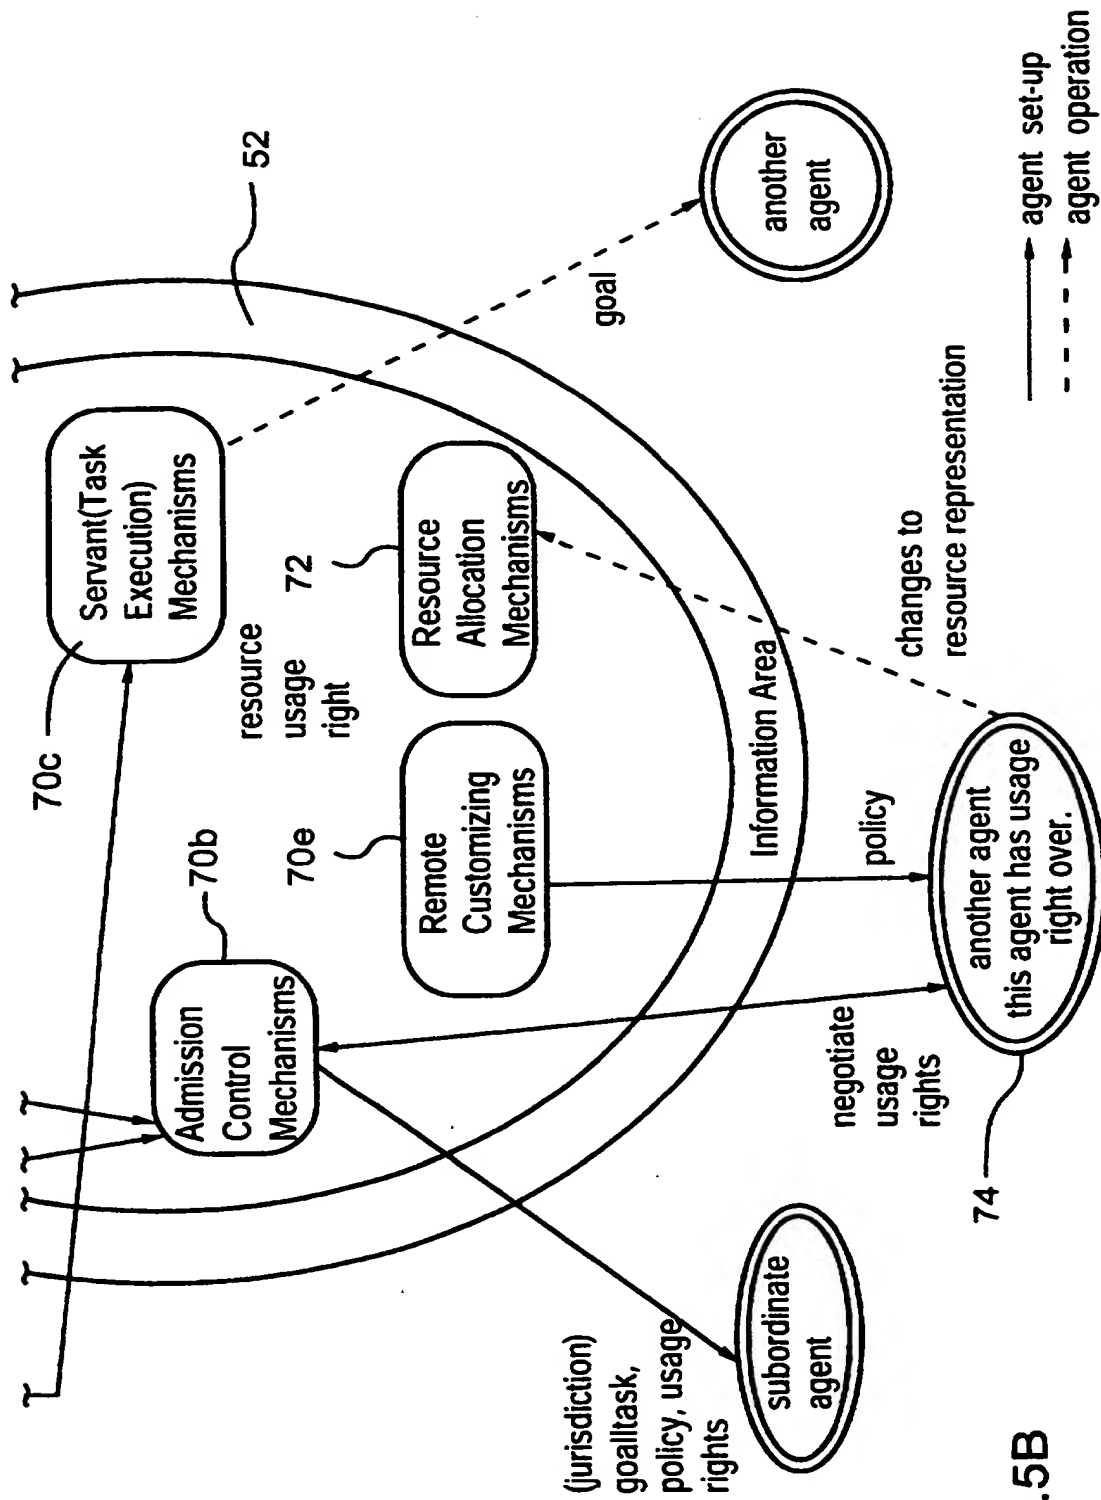 70c
Servant(Task
Execution)
Mechanisms
52
70b
Admission
Control
Mechanisms
resource
usage
right
70e
72
Remote
Customizing
Mechanisms
Resource
Allocation
Mechanisms
Information Area
goal
another
agent
(jurisdiction)
goalltask,
policy, usage
rights
subordinate
agent
negotiate
usage
rights
policy
changes to
resource representation
74
another agent
this agent has usage
right over.
agent set-up
agent operation
.5B